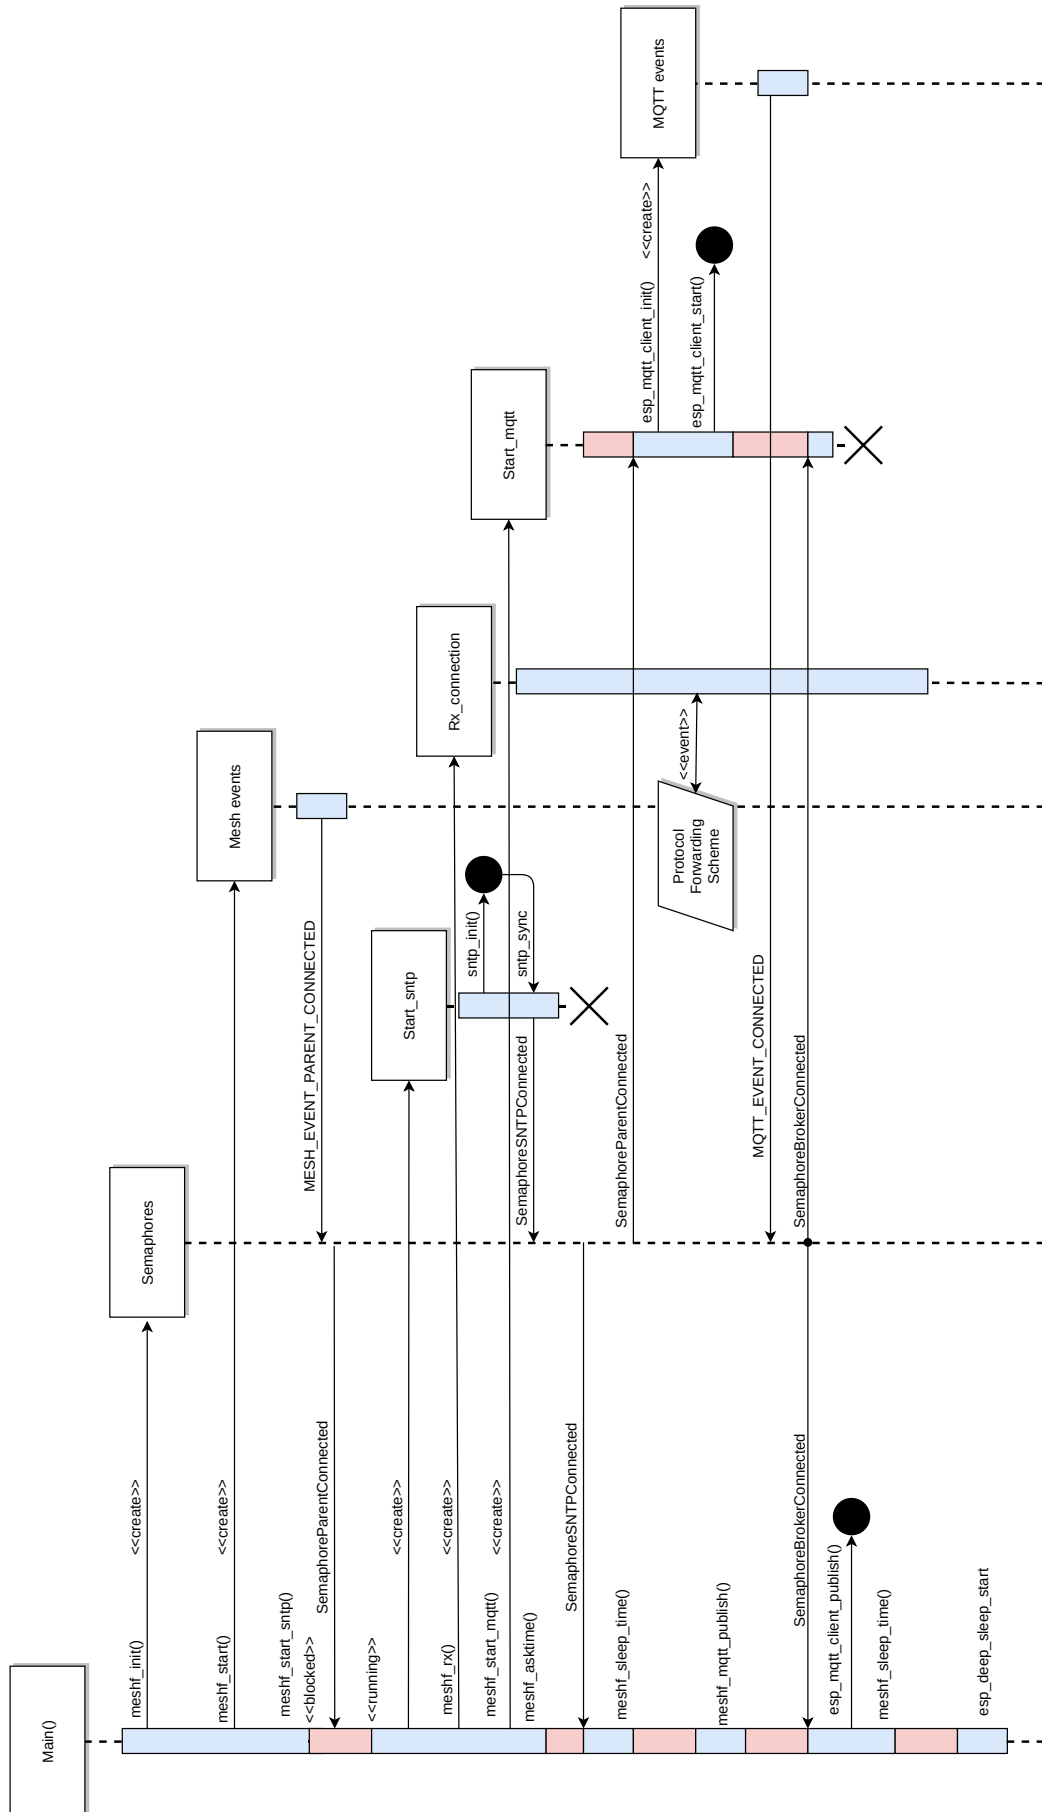 Main()
Semaphores
Mesh events
Start_sntp
Rx_connection
Start_mqtt
MQTT events
meshf_init()
<<create>>
meshf_start()
<<create>>
meshf_start_sntp()
<<blocked>>
MESH_EVENT_PARENT_CONNECTED
SemaphoreParentConnected
<<running>>
<<create>>
meshf_rx()
<<create>>
sntp_init()
meshf_start_mqtt()
<<create>>
sntp_sync
meshf_asktime()
SemaphoreSNTPConnected
SemaphoreSNTPConnected
meshf_sleep_time()
SemaphoreParentConnected
esp_mqtt_client_init()
<<create>>
<<event>>
Protocol
Forwarding
Scheme
esp_mqtt_client_start()
meshf_mqtt_publish()
MQTT_EVENT_CONNECTED
SemaphoreBrokerConnected
SemaphoreBrokerConnected
esp_mqtt_client_publish()
meshf_sleep_time()
esp_deep_sleep_start